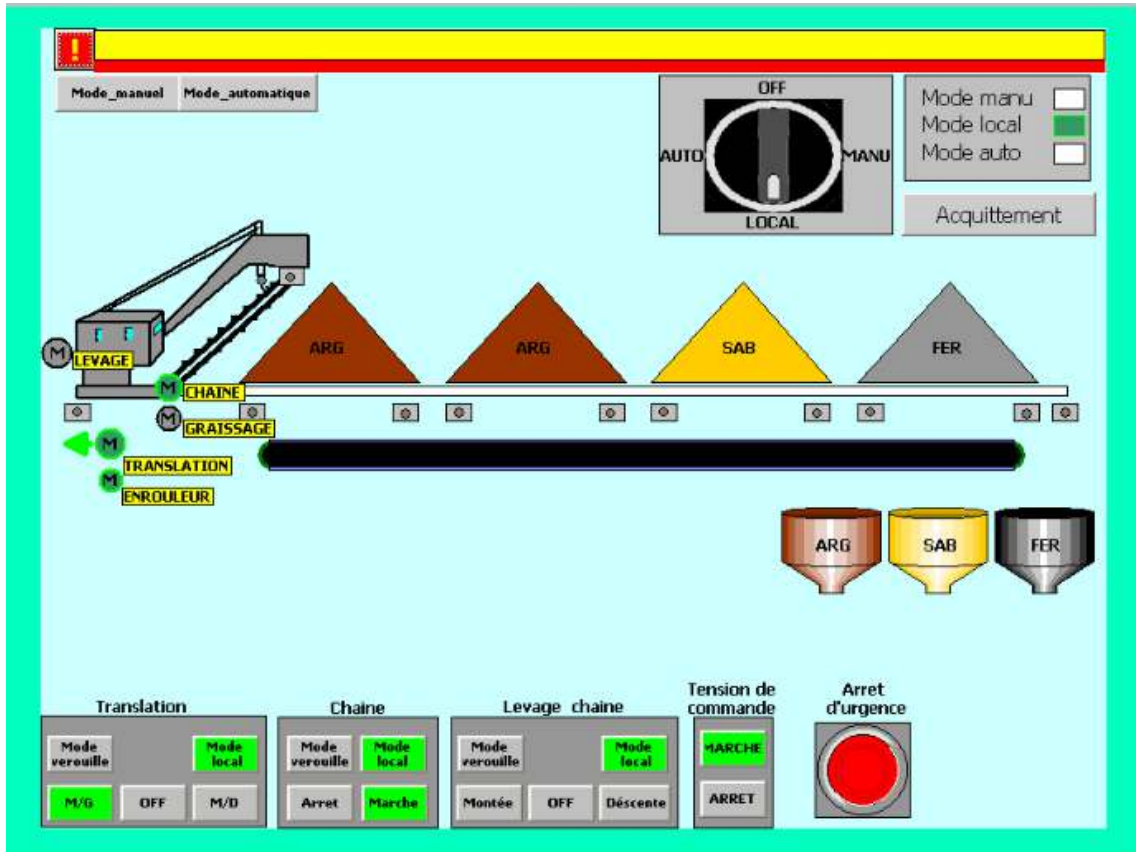 !
Mode_manuel Mode_automatique
OFF
AUTO MANU
LOCAL
Mode manu
Mode local
Mode auto
Acquittement
M LEVAGE
ARG ARG SAB FER
M CHAINE
M GRAISSAGE
M TRANSLATION
M ENROULEUR
ARG SAB FER
Translation
Mode verouille
Mode local
M/G OFF M/D
Chaine
Mode verouille
Mode local
Arret Marche
Levage chaine
Mode verouille
Mode local
Montée OFF Déscente
Tension de
commande
MARCHE
ARRET
Arret
d'urgence